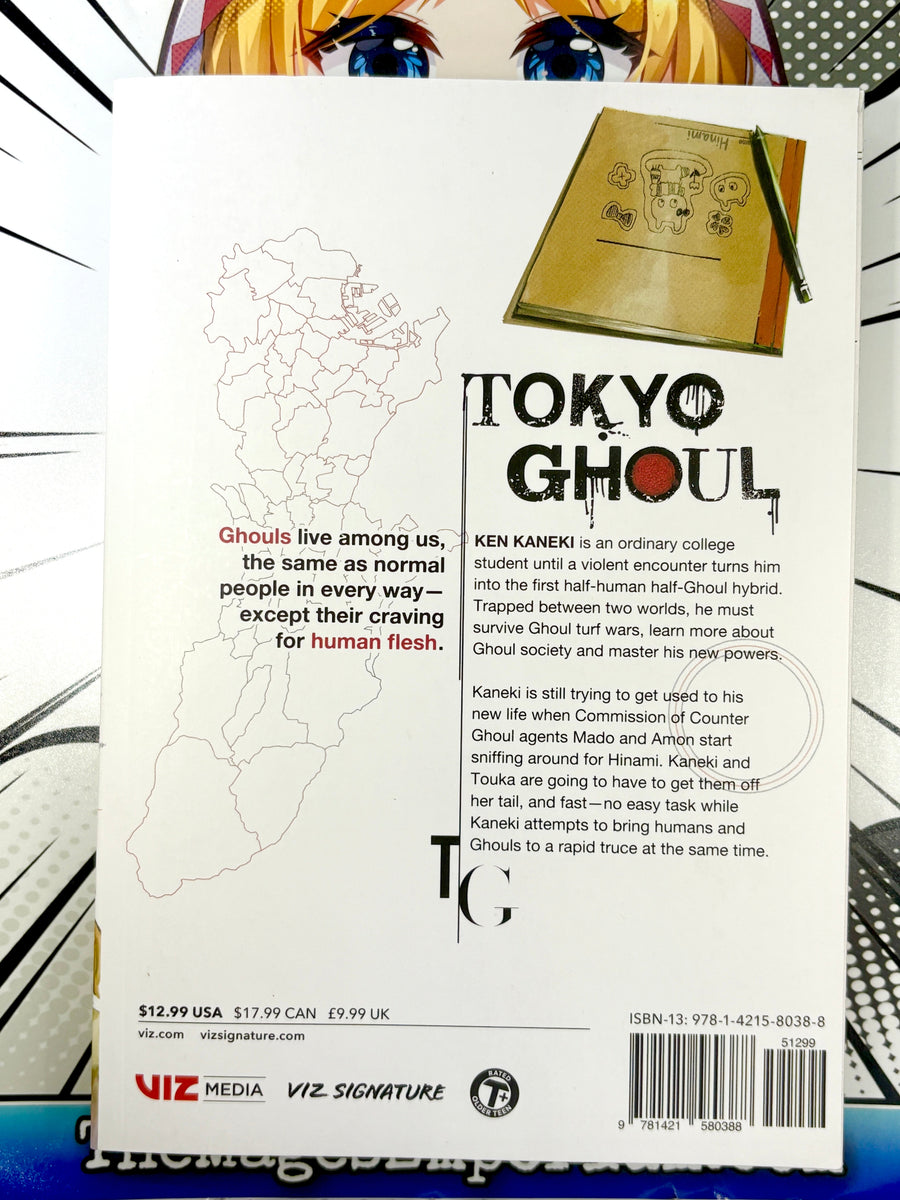 Hinami
TOKYO
GHOUL
Ghouls live among us,
the same as normal
people in every way—
except their craving
for human flesh.
KEN KANEKI is an ordinary college
student until a violent encounter turns him
into the first half-human half-Ghoul hybrid.
Trapped between two worlds, he must
survive Ghoul turf wars, learn more about
Ghoul society and master his new powers.
Kaneki is still trying to get used to his
new life when Commission of Counter
Ghoul agents Mado and Amon start
sniffing around for Hinami. Kaneki and
Touka are going to have to get them off
her tail, and fast—no easy task while
Kaneki attempts to bring humans and
Ghouls to a rapid truce at the same time.
TG
$12.99 USA $17.99 CAN £9.99 UK
viz.com vizsignature.com
VIZ MEDIA
VIZ SIGNATURE
RATED
T+
OLDER TEEN
ISBN-13: 978-1-4215-8038-8
51299
9 781421 580388